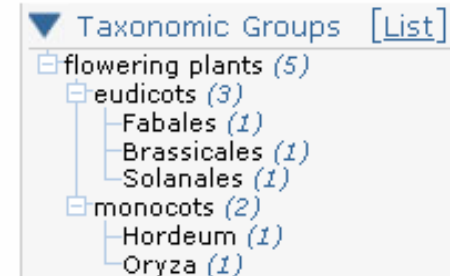 Taxonomic Groups [List]
flowering plants (5)
eudicots (3)
Fabales (1)
Brassicales (1)
Solanales (1)
monocots (2)
Hordeum (1)
Oryza (1)